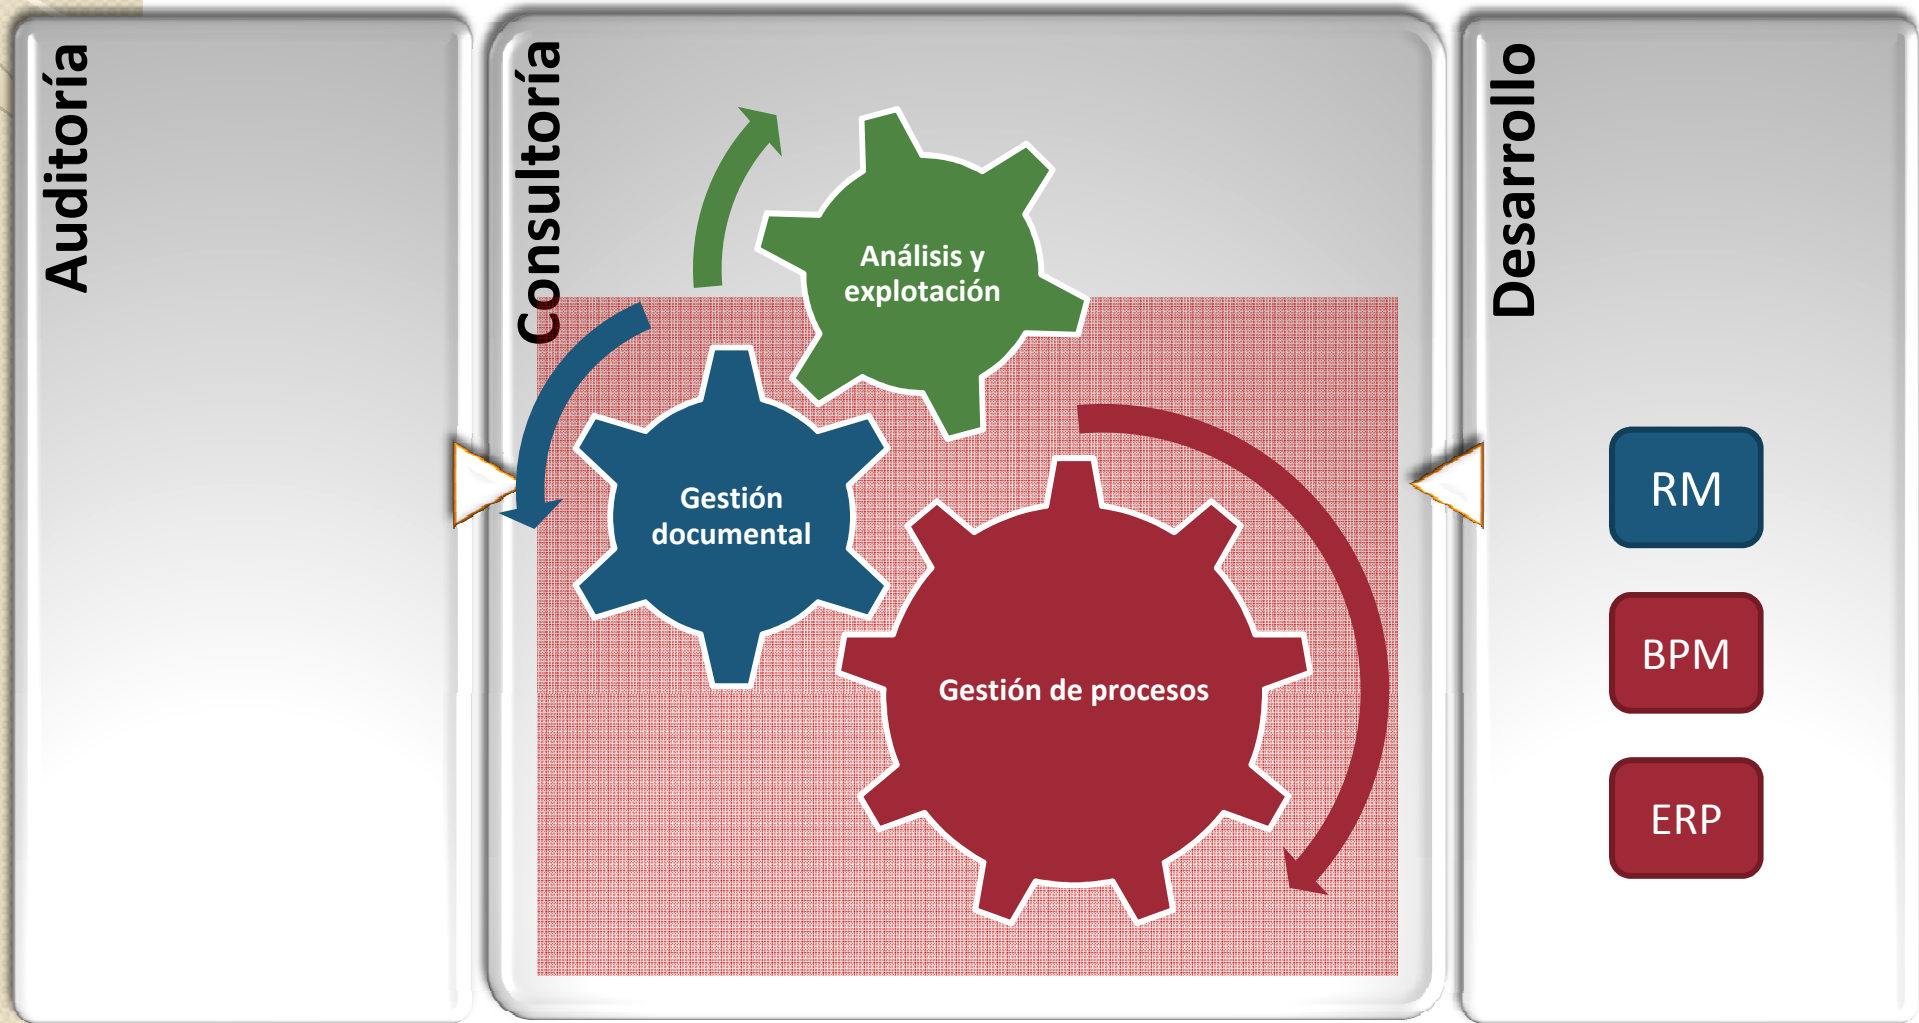 Auditoría
Consultoría
Análisis y
explotación
Gestión
documental
Gestión de procesos
Desarrollo
RM
BPM
ERP